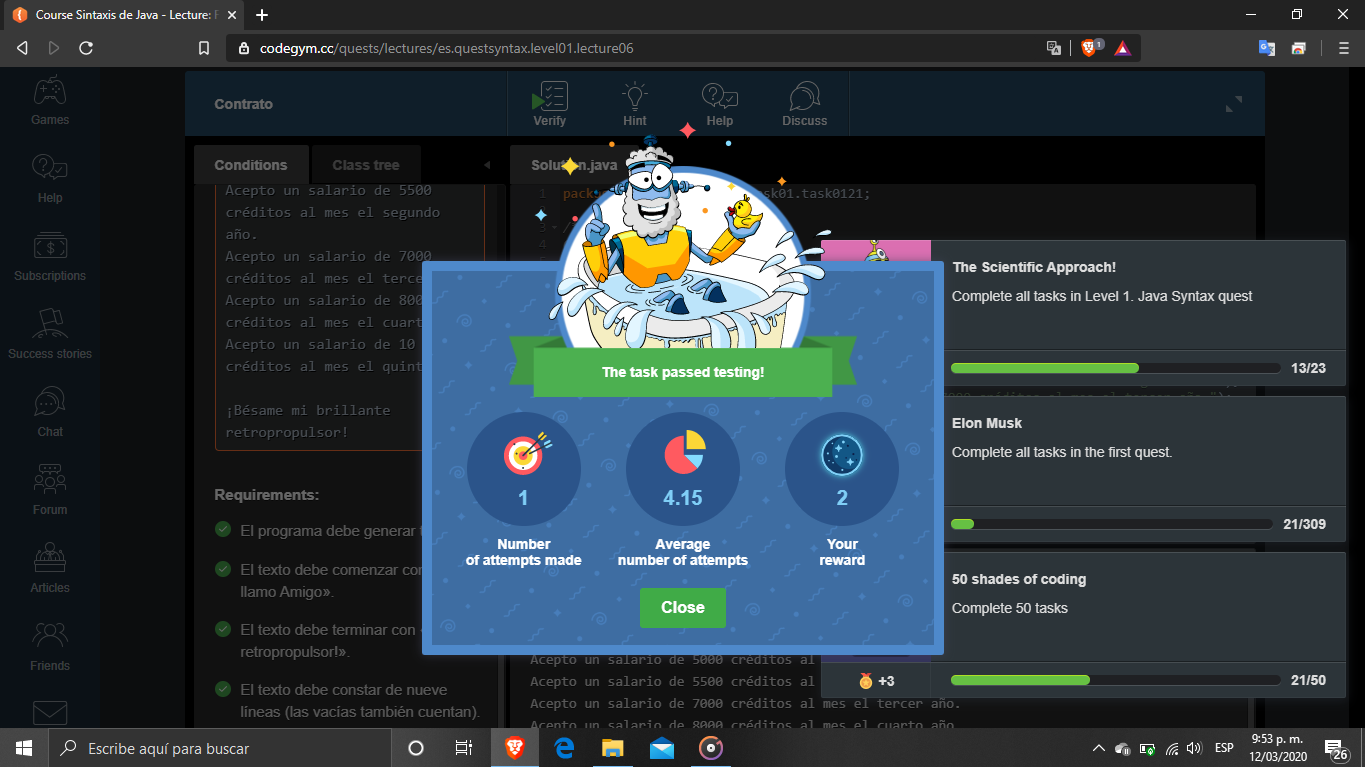 Course Sintaxis de Java - Lecture:
codegym.cc/quests/lectures/es.questsyntax.level01.lecture06
1
Games
Help
Subscriptions
Success stories
Chat
Forum
Articles
Friends
Contrato
Verify
Hint
Help
Discuss
Conditions
Class tree
Acepto un salario de 5500
créditos al mes el segundo
año.
Acepto un salario de 7000
créditos al mes el
Acepto un salario de
créditos al mes el
Acepto un salario de 10
créditos al mes el
¡Bésame mi brillante
retropropulsor!
Requirements:
El programa debe generar
El texto debe comenzar
llamo Amigo».
El texto debe terminar con
retropropulsor!».
El texto debe constar de nueve
líneas (las vacías también cuentan).
1
task0121;
The task passed testing!
1
Number
of attempts made
4.15
Average
number of attempts
2
Your
reward
Close
The Scientific Approach!
Complete all tasks in Level 1. Java Syntax quest
13/23
Elon Musk
Complete all tasks in the first quest.
21/309
50 shades of coding
Complete 50 tasks
+3
21/50
Acepto un salario de 5000 créditos al
Acepto un salario de 5500 créditos al
Acepto un salario de 7000 créditos al mes el tercer año.
Acepto un salario de 8000 créditos al mes el cuarto año.
Escribe aquí para buscar
ESP
9:53 p. m.
12/03/2020
26